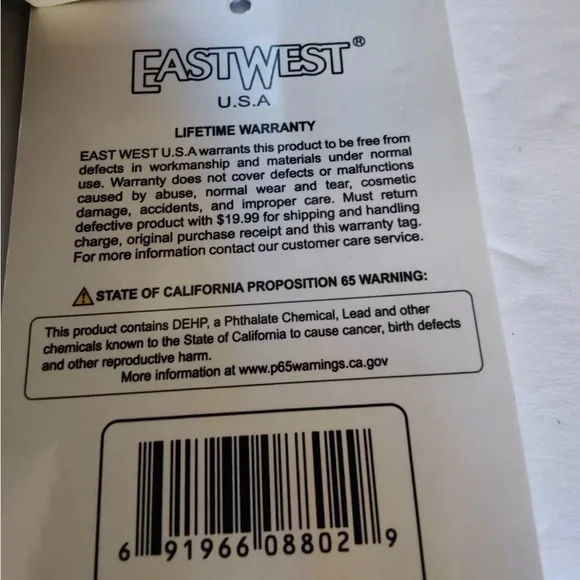 EASTWEST®
U.S.A
LIFETIME WARRANTY
EAST WEST U.S.A warrants this product to be free from
defects in workmanship and materials under normal
use. Warranty does not cover defects or malfunctions
caused by abuse, normal wear and tear, cosmetic
damage, accidents, and improper care. Must return
defective product with $19.99 for shipping and handling
charge, original purchase receipt and this warranty tag.
For more information contact our customer care service.
STATE OF CALIFORNIA PROPOSITION 65 WARNING:
This product contains DEHP, a Phthalate Chemical, Lead and other
chemicals known to the State of California to cause cancer, birth defects
and other reproductive harm.
More information at www.p65warnings.ca.gov
6 91966 08802 9